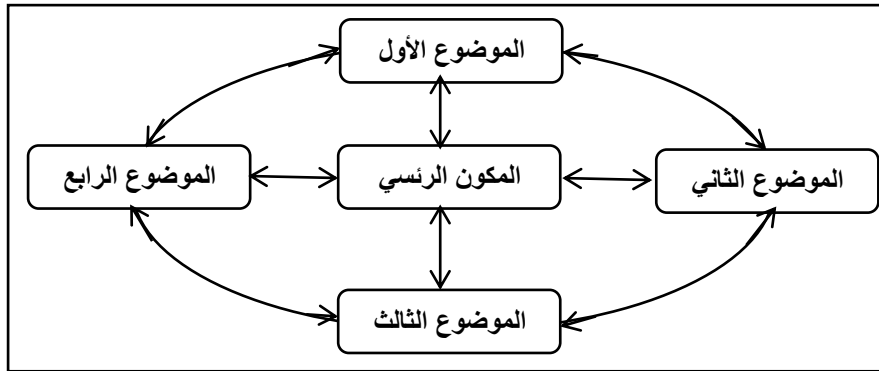 الموضوع الأول
الموضوع الثاني
المكون الرئسي
الموضوع الرابع
الموضوع الثالث